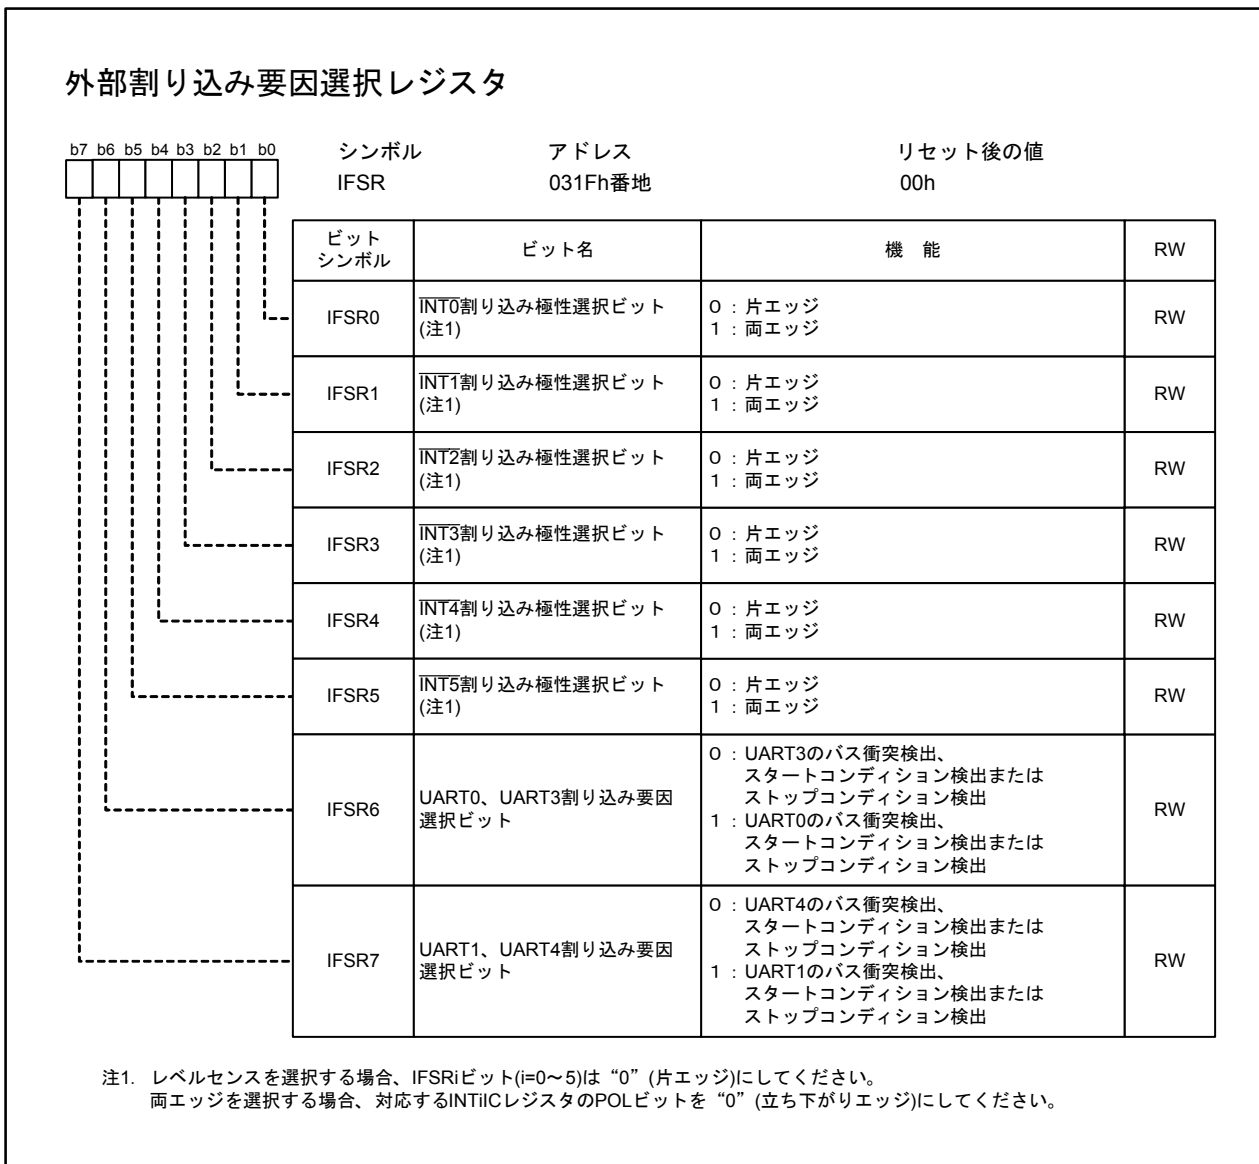 外部割り込み要因選択レジスタ
b7 b6 b5 b4 b3 b2 b1 b0
シンボル アドレス リセット後の値
IFSR 031Fh番地 00h
ビット
シンボル ビット名 機 能 RW
IFSR0 INT0割り込み極性選択ビット
(注1) 0：片エッジ
1：両エッジ RW
IFSR1 INT1割り込み極性選択ビット
(注1) 0：片エッジ
1：両エッジ RW
IFSR2 INT2割り込み極性選択ビット
(注1) 0：片エッジ
1：両エッジ RW
IFSR3 INT3割り込み極性選択ビット
(注1) 0：片エッジ
1：両エッジ RW
IFSR4 INT4割り込み極性選択ビット
(注1) 0：片エッジ
1：両エッジ RW
IFSR5 INT5割り込み極性選択ビット
(注1) 0：片エッジ
1：両エッジ RW
IFSR6 UART0、UART3割り込み要因
選択ビット 0：UART3のバス衝突検出、
スタートコンディション検出または
ストップコンディション検出
1：UART0のバス衝突検出、
スタートコンディション検出または
ストップコンディション検出 RW
IFSR7 UART1、UART4割り込み要因
選択ビット 0：UART4のバス衝突検出、
スタートコンディション検出または
ストップコンディション検出
1：UART1のバス衝突検出、
スタートコンディション検出または
ストップコンディション検出 RW
注1. レベルセンスを選択する場合、IFSRiビット(i=0～5)は“0”(片エッジ)にしてください。
両エッジを選択する場合、対応するINTiICレジスタのPOLビットを“0”(立ち下がりエッジ)にしてください。